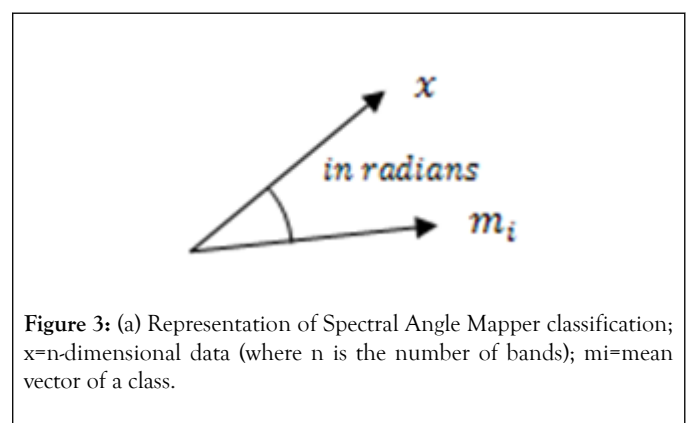 x
in radians
mᵢ
Figure 3: (a) Representation of Spectral Angle Mapper classification;
x=n-dimensional data (where n is the number of bands); mi=mean
vector of a class.